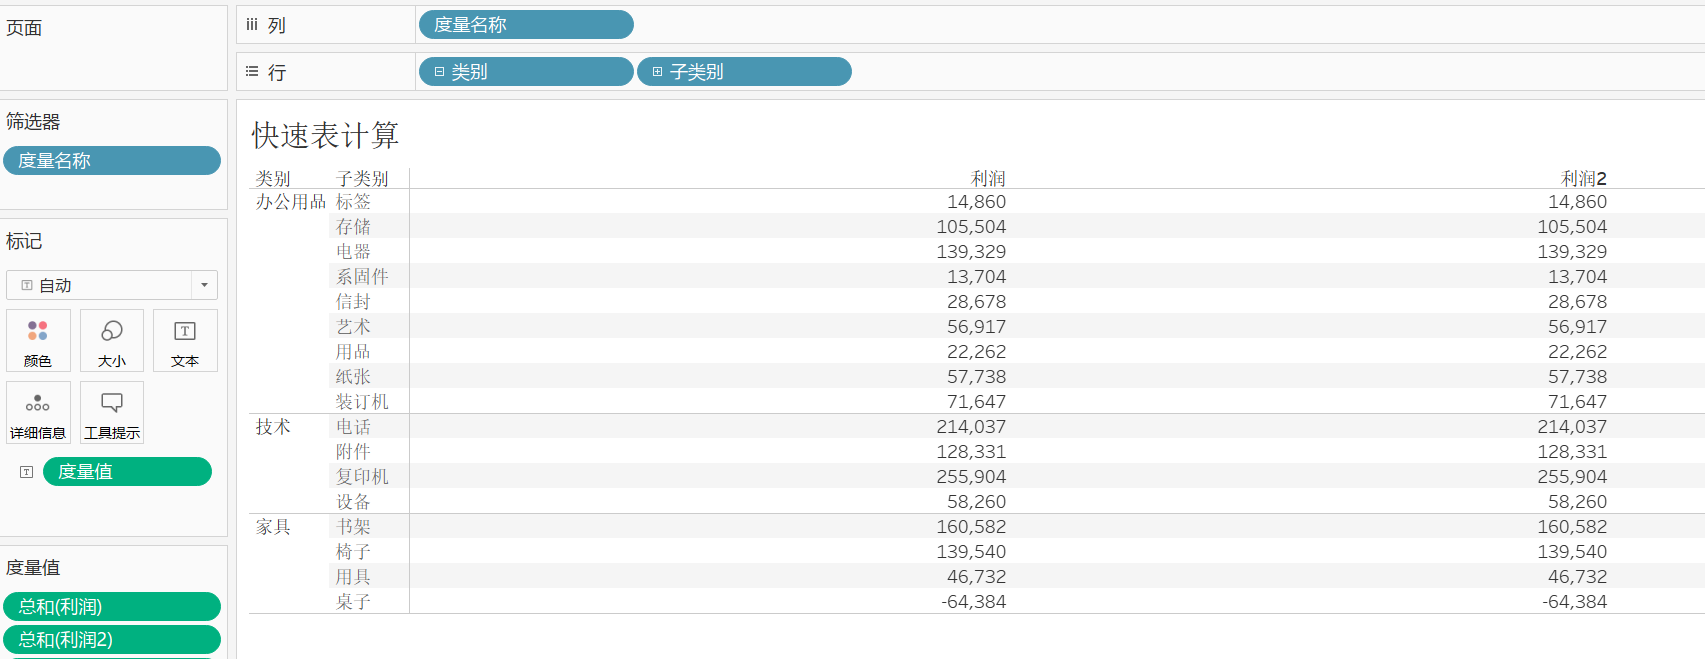 页面
列 度量名称
行 类别 子类别
筛选器
度量名称
标记
自动
颜色 大小 文本
详细信息 工具提示
度量值
度量值
总和(利润)
总和(利润2)
快速表计算
类别 子类别 利润 利润2
办公用品 标签 14,860 14,860
存储 105,504 105,504
电器 139,329 139,329
系固件 13,704 13,704
信封 28,678 28,678
艺术 56,917 56,917
用品 22,262 22,262
纸张 57,738 57,738
装订机 71,647 71,647
技术 电话 214,037 214,037
附件 128,331 128,331
复印机 255,904 255,904
设备 58,260 58,260
家具 书架 160,582 160,582
椅子 139,540 139,540
用具 46,732 46,732
桌子 -64,384 -64,384